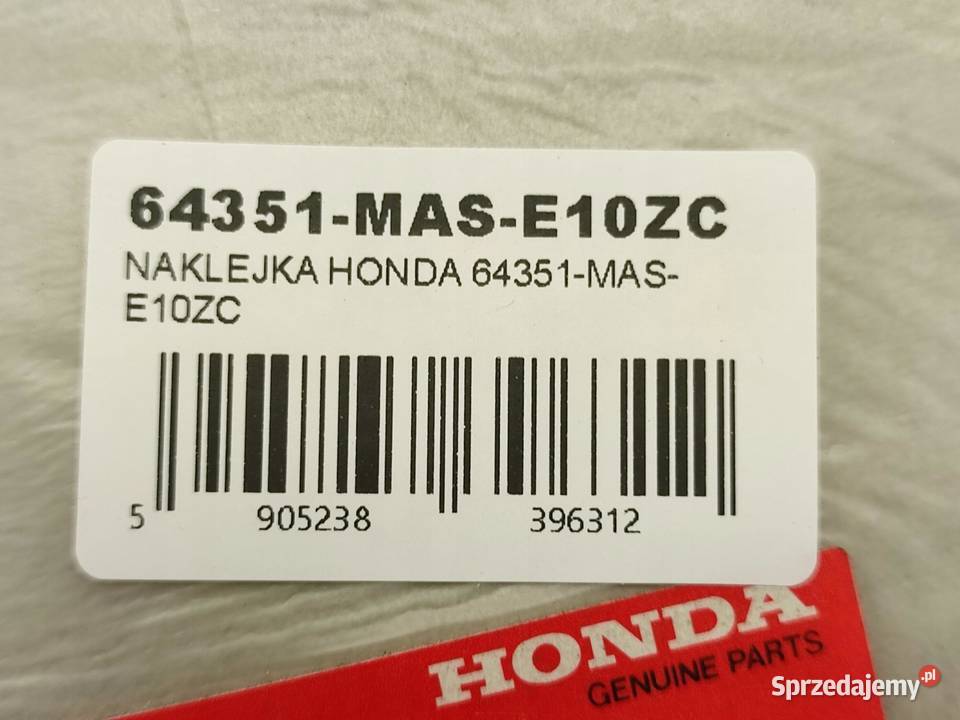 64351-MAS-E10ZC
NAKLEJKA HONDA 64351-MAS-
E10ZC
5 905238 396312
HONDA
GENUINE PARTS
Sprzedajemy.pl